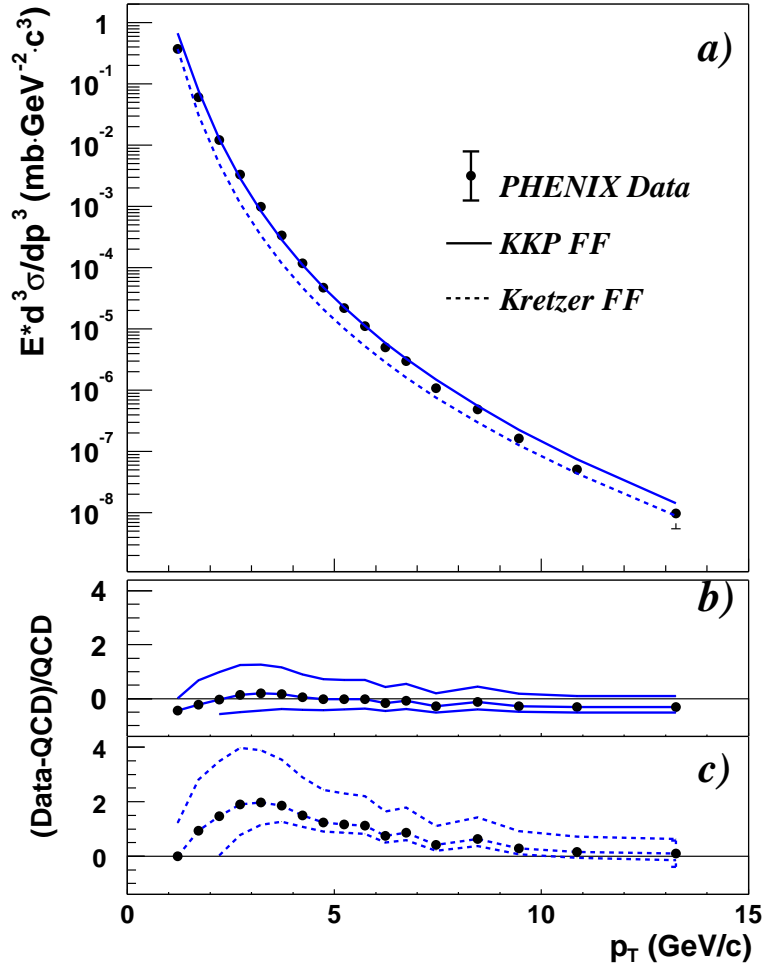 a)
E*d³σ/dp³ (mb·GeV⁻²·c³)
1
10⁻¹
10⁻²
10⁻³
10⁻⁴
10⁻⁵
10⁻⁶
10⁻⁷
10⁻⁸
PHENIX Data
KKP FF
Kretzer FF
b)
(Data-QCD)/QCD
4
2
0
c)
4
2
0
0 5 10 15
p_T (GeV/c)